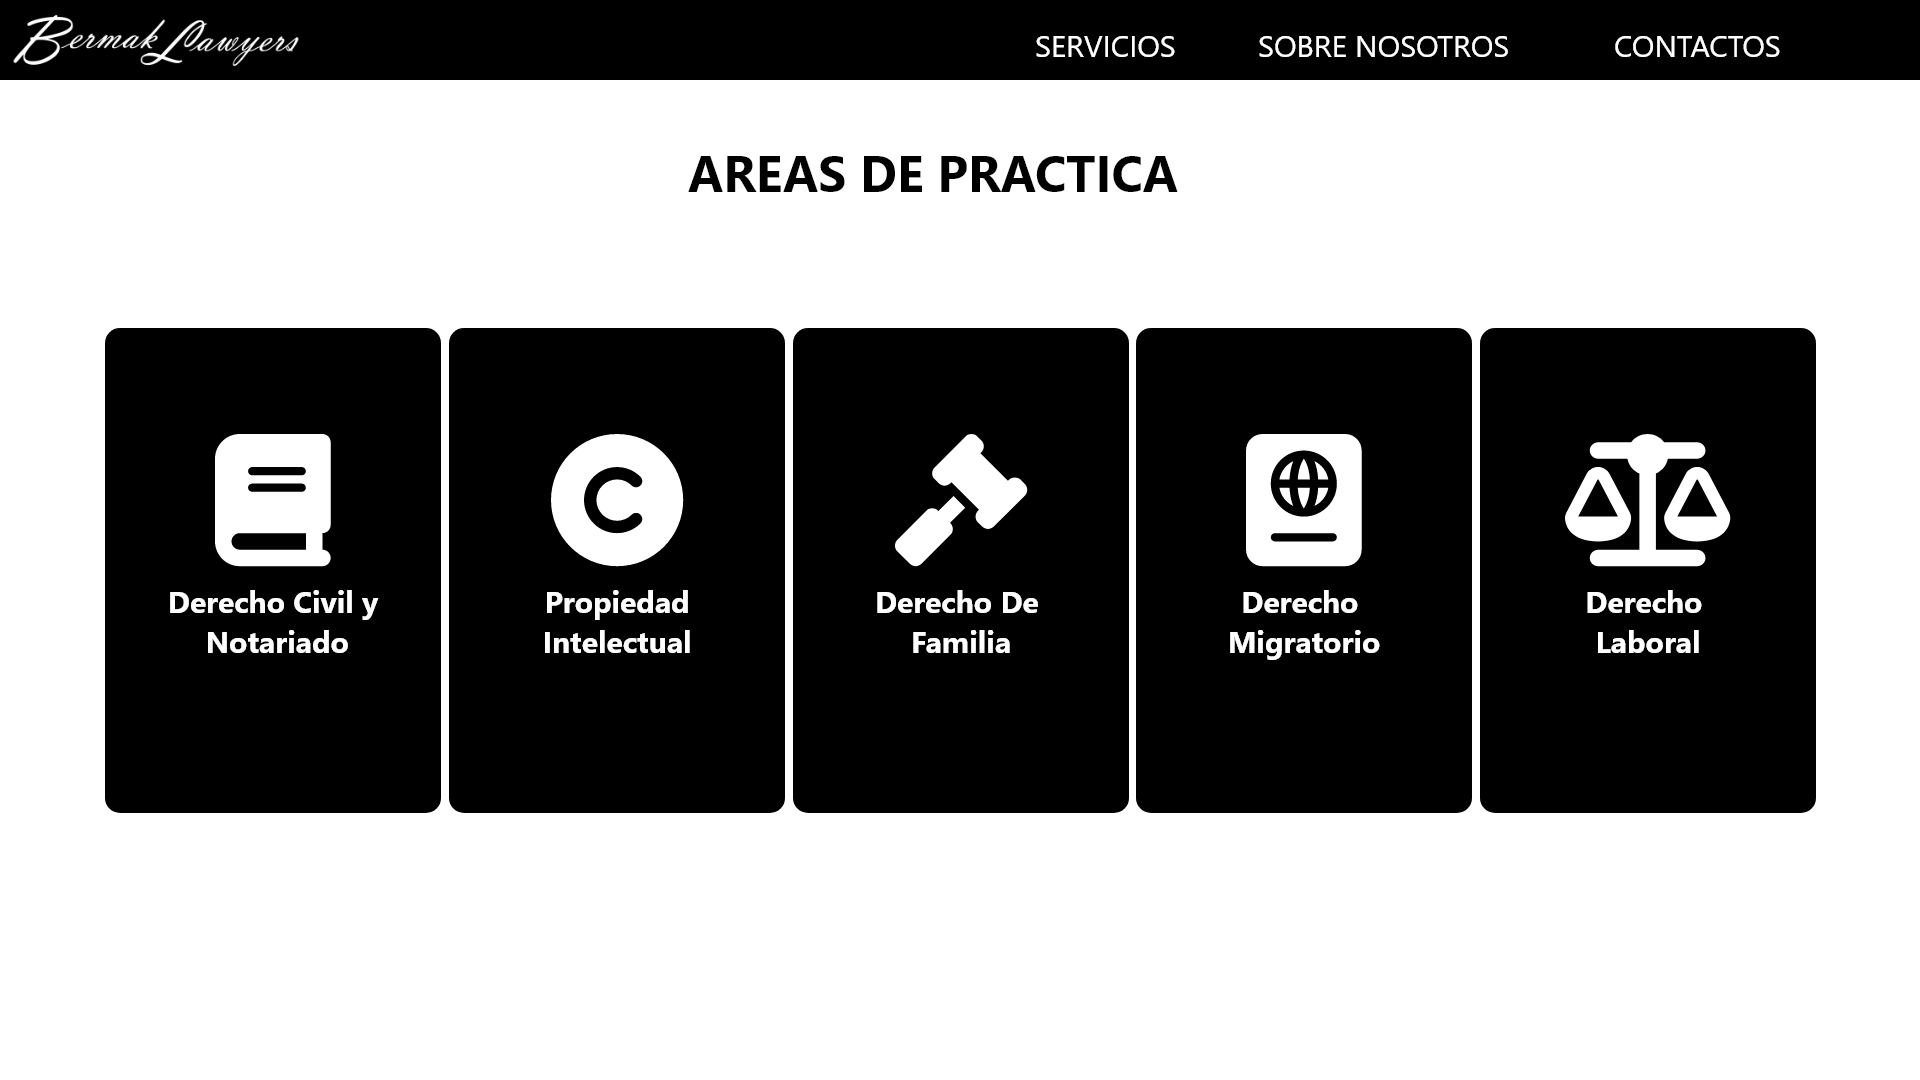 Bermak Lawyers
SERVICIOS
SOBRE NOSOTROS
CONTACTOS
AREAS DE PRACTICA
Derecho Civil y
Notariado
Propiedad
Intelectual
Derecho De
Familia
Derecho
Migratorio
Derecho
Laboral